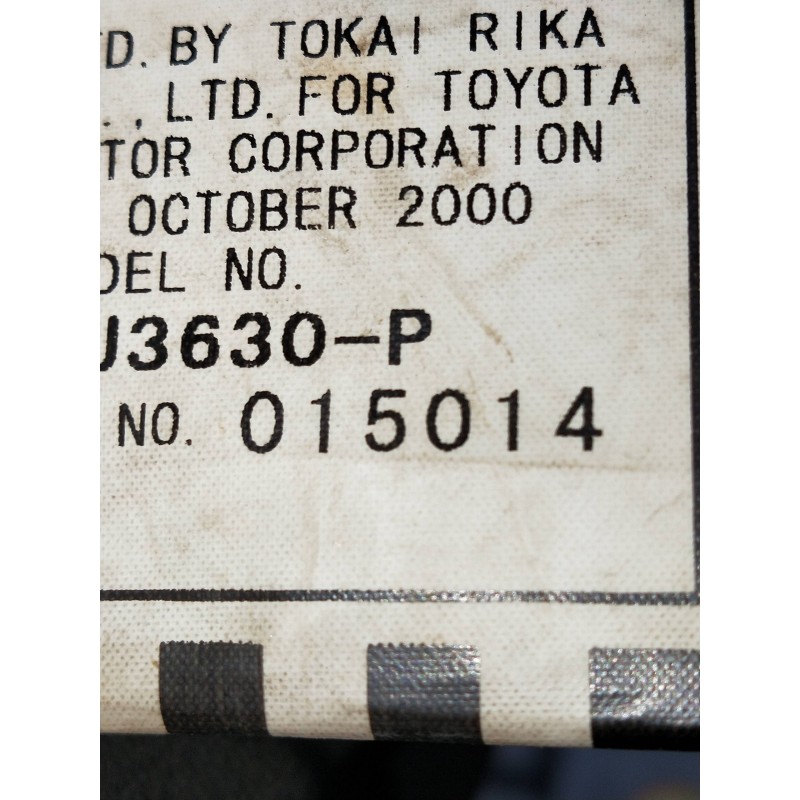 D. BY TOKAI RIKA
., LTD. FOR TOYOTA
TOR CORPORATION
OCTOBER 2000
DEL NO.
J3630-P
NO. 015014